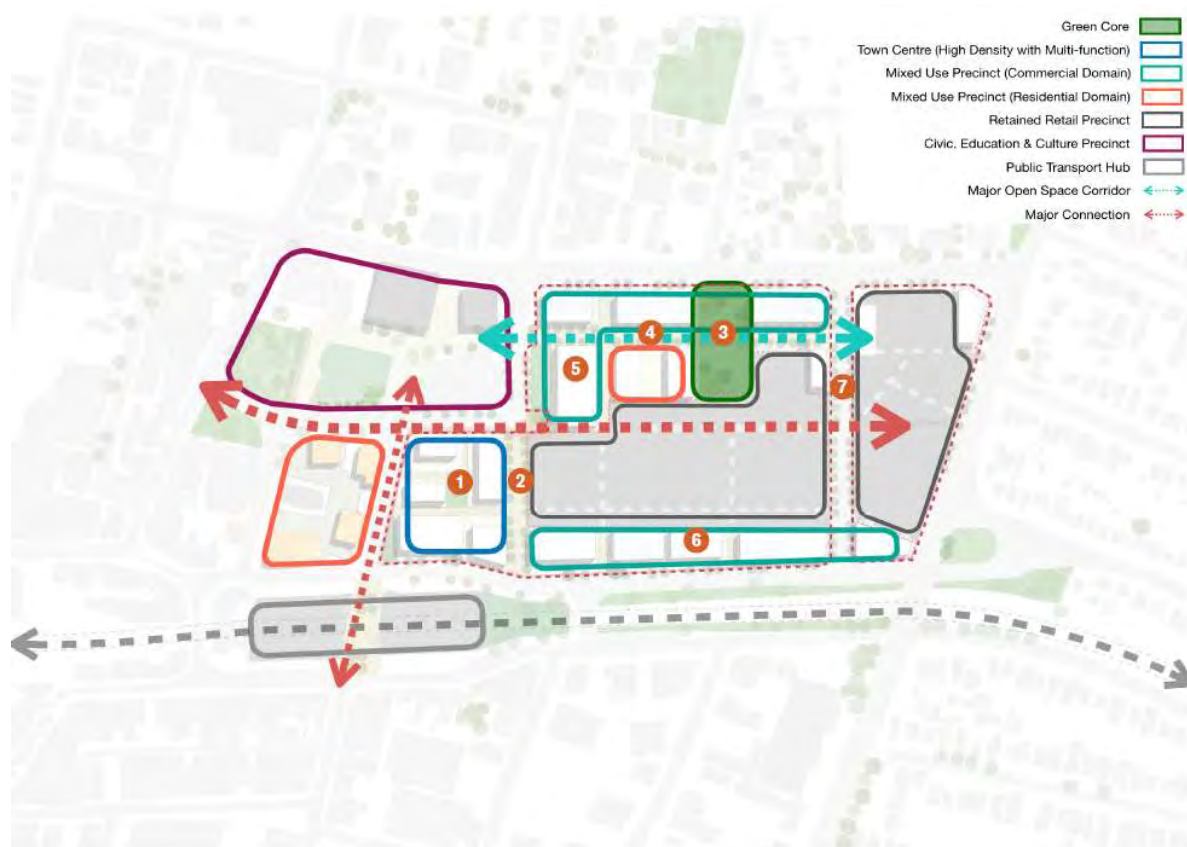 Green Core
Town Centre (High Density with Multi-function)
Mixed Use Precinct (Commercial Domain)
Mixed Use Precinct (Residential Domain)
Retained Retail Precinct
Civic, Education & Culture Precinct
Public Transport Hub
Major Open Space Corridor
Major Connection
4
3
5
7
1
2
6